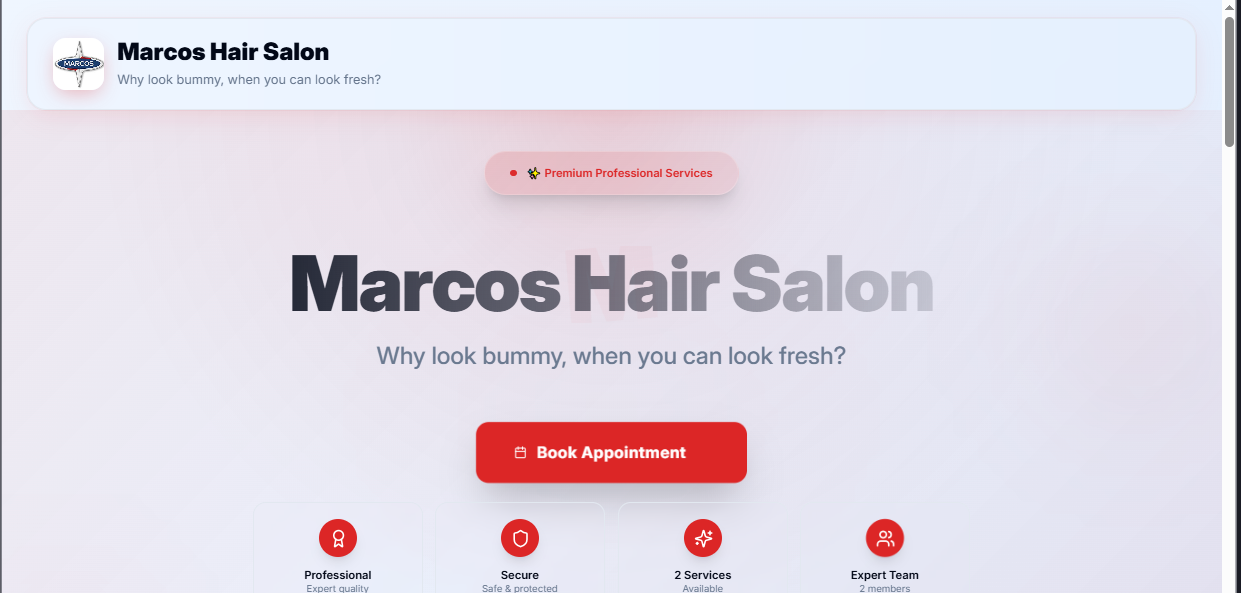 MARCOS
Marcos Hair Salon
Why look bummy, when you can look fresh?
✨ Premium Professional Services
Marcos Hair Salon
Why look bummy, when you can look fresh?
Book Appointment
Professional
Expert quality
Secure
Safe & protected
2 Services
Available
Expert Team
2 members